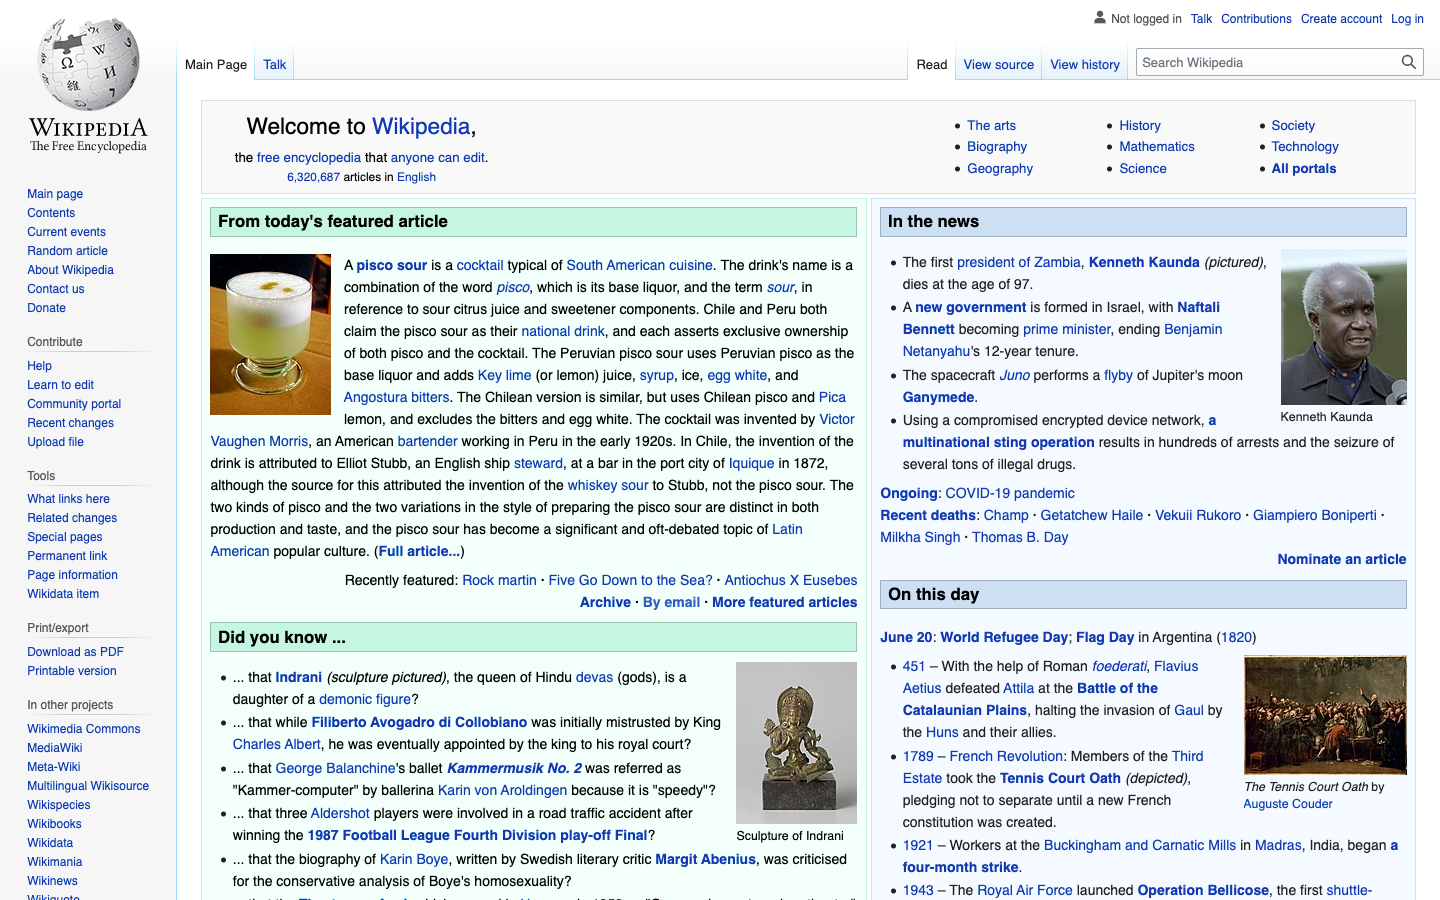 Not logged in Talk Contributions Create account Log in
Main Page Talk Read View source View history Search Wikipedia
WIKIPEDIA
The Free Encyclopedia
Main page
Contents
Current events
Random article
About Wikipedia
Contact us
Donate
Contribute
Help
Learn to edit
Community portal
Recent changes
Upload file
Tools
What links here
Related changes
Special pages
Permanent link
Page information
Wikidata item
Print/export
Download as PDF
Printable version
In other projects
Wikimedia Commons
MediaWiki
Meta-Wiki
Multilingual Wikisource
Wikispecies
Wikibooks
Wikidata
Wikimania
Wikinews
Wikiquote
Welcome to Wikipedia,
the free encyclopedia that anyone can edit.
6,320,687 articles in English
• The arts
• Biography
• Geography
• History
• Mathematics
• Science
• Society
• Technology
• All portals
From today's featured article
A pisco sour is a cocktail typical of South American cuisine. The drink's name is a
combination of the word pisco, which is its base liquor, and the term sour, in
reference to sour citrus juice and sweetener components. Chile and Peru both
claim the pisco sour as their national drink, and each asserts exclusive ownership
of both pisco and the cocktail. The Peruvian pisco sour uses Peruvian pisco as the
base liquor and adds Key lime (or lemon) juice, syrup, ice, egg white, and
Angostura bitters. The Chilean version is similar, but uses Chilean pisco and Pica
lemon, and excludes the bitters and egg white. The cocktail was invented by Victor
Vaughen Morris, an American bartender working in Peru in the early 1920s. In Chile, the invention of the
drink is attributed to Elliot Stubb, an English ship steward, at a bar in the port city of Iquique in 1872,
although the source for this attributed the invention of the whiskey sour to Stubb, not the pisco sour. The
two kinds of pisco and the two variations in the style of preparing the pisco sour are distinct in both
production and taste, and the pisco sour has become a significant and oft-debated topic of Latin
American popular culture. (Full article...)
Recently featured: Rock martin · Five Go Down to the Sea? · Antiochus X Eusebes
Archive · By email · More featured articles
Did you know ...
• ... that Indrani (sculpture pictured), the queen of Hindu devas (gods), is a
daughter of a demonic figure?
• ... that while Filiberto Avogadro di Collobiano was initially mistrusted by King
Charles Albert, he was eventually appointed by the king to his royal court?
• ... that George Balanchine's ballet Kammermusik No. 2 was referred as
"Kammer-computer" by ballerina Karin von Aroldingen because it is "speedy"?
• ... that three Aldershot players were involved in a road traffic accident after
winning the 1987 Football League Fourth Division play-off Final?
• ... that the biography of Karin Boye, written by Swedish literary critic Margit Abenius, was criticised
for the conservative analysis of Boye's homosexuality?
Sculpture of Indrani
In the news
• The first president of Zambia, Kenneth Kaunda (pictured),
dies at the age of 97.
• A new government is formed in Israel, with Naftali
Bennett becoming prime minister, ending Benjamin
Netanyahu's 12-year tenure.
• The spacecraft Juno performs a flyby of Jupiter's moon
Ganymede.
• Using a compromised encrypted device network, a
multinational sting operation results in hundreds of arrests and the seizure of
several tons of illegal drugs.
Kenneth Kaunda
Ongoing: COVID-19 pandemic
Recent deaths: Champ · Getatchew Haile · Vekuii Rukoro · Giampiero Boniperti ·
Milkha Singh · Thomas B. Day
Nominate an article
On this day
June 20: World Refugee Day; Flag Day in Argentina (1820)
• 451 – With the help of Roman foederati, Flavius
Aetius defeated Attila at the Battle of the
Catalaunian Plains, halting the invasion of Gaul by
the Huns and their allies.
• 1789 – French Revolution: Members of the Third
Estate took the Tennis Court Oath (depicted),
pledging not to separate until a new French
constitution was created.
• 1921 – Workers at the Buckingham and Carnatic Mills in Madras, India, began a
four-month strike.
• 1943 – The Royal Air Force launched Operation Bellicose, the first shuttle-
The Tennis Court Oath by
Auguste Couder